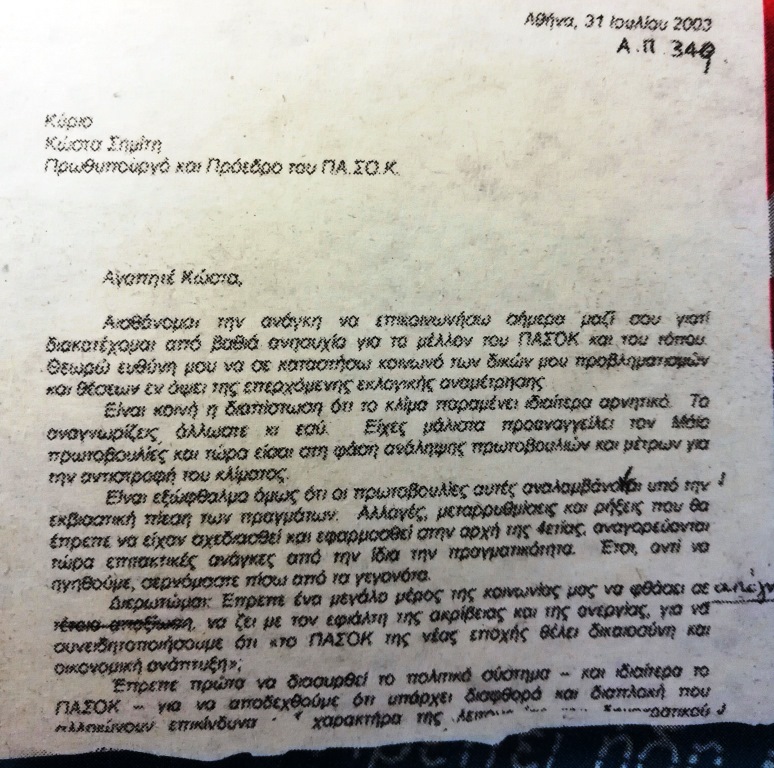 Αθήνα, 31 Ιουλίου 2003
Α.Π 349
Κύριο
Κώστα Σημίτη
Πρωθυπουργό και Πρόεδρο του ΠΑ.ΣΟ.Κ.
Αγαπητέ Κώστα,
Αισθάνομαι την ανάγκη να επικοινωνήσω σήμερα μαζί σου γιατί
διακατέχομαι από βαθιά ανησυχία για το μέλλον του ΠΑΣΟΚ και του τόπου.
Θεωρώ ευθύνη μου να σε καταστήσω κοινωνό των δικών μου προβληματισμών
και θέσεων εν όψει της επερχόμενης εκλογικής αναμέτρησης
Είναι κοινή η διαπίστωση ότι το κλίμα παραμένει ιδιαίτερα αρνητικό. Το
αναγνωρίζεις, άλλωστε κι εσύ. Είχες μάλιστα προαναγγείλει τον Μάιο
πρωτοβουλίες και τώρα είσαι στη φάση ανάληψης πρωτοβουλιών και μέτρων για
την αντιστροφή του κλίματος.
Είναι εξώφθαλμο όμως ότι οι πρωτοβουλίες αυτές υπό την
εκβιαστική πίεση των πραγμάτων. Αλλαγές, μεταρρυθμίσεις και ρήξεις που θα
έπρεπε να είχαν σχεδιασθεί και εφαρμοσθεί στην αρχή της 4ετίας, αναγορεύονται
τώρα επιτακτικές ανάγκες από την ίδια την πραγματικότητα. Έτσι, αντί να
ηγηθούμε, σερνόμαστε πίσω από τα γεγονότα.
Διερωτώμαι: Έπρεπε ένα μεγάλο μέρος της κοινωνίας μας να φθάσει σε
να ζει με τον εφιάλτη της ακρίβειας και της ανεργίας, για να
συνειδητοποιήσουμε ότι «το ΠΑΣΟΚ της νέας εποχής θέλει δικαιοσύνη και
οικονομική ανάπτυξη»;
Έπρεπε πρώτα να διασυρθεί το πολιτικό σύστημα – και ιδιαίτερα το
ΠΑΣΟΚ – για να αποδεχθούμε ότι υπάρχει διαφθορά και διαπλοκή που
επικίνδυνα χαρακτήρα της